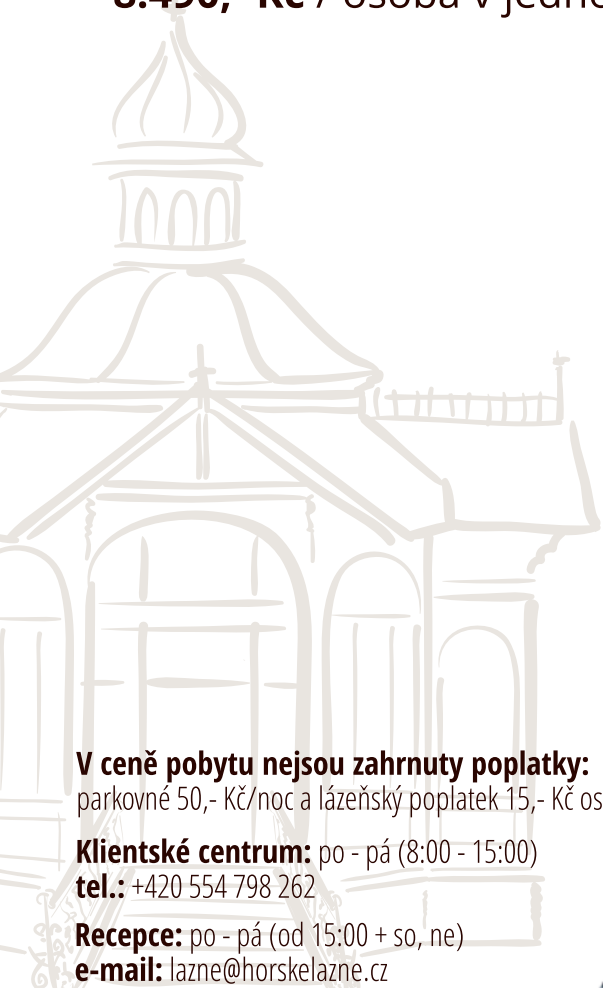 Kč / osoba v
V ceně pobytu nejsou zahrnuty poplatky:
parkovné 50,- Kč/noc a lázeňský poplatek 15,- Kč os
Klientské centrum: po - pá (8:00 - 15:00)
tel.: +420 554 798 262
Recepce: po - pá (od 15:00 + so, ne)
e-mail: lazne@horskelazne.cz